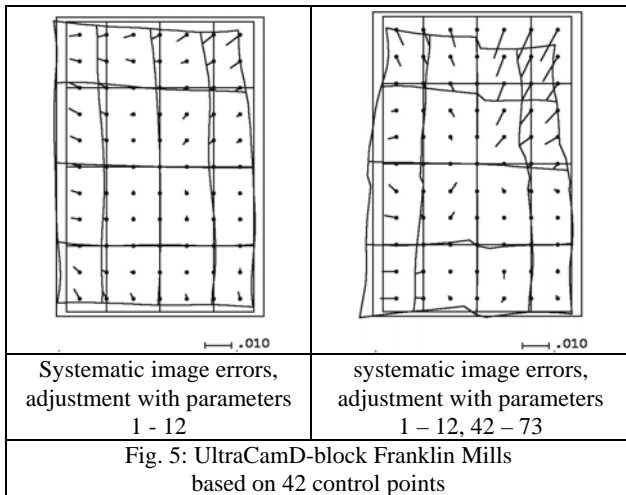 .010
.010
Systematic image errors,
adjustment with parameters
1 - 12
systematic image errors,
adjustment with parameters
1 – 12, 42 – 73
Fig. 5: UltraCamD-block Franklin Mills
based on 42 control points